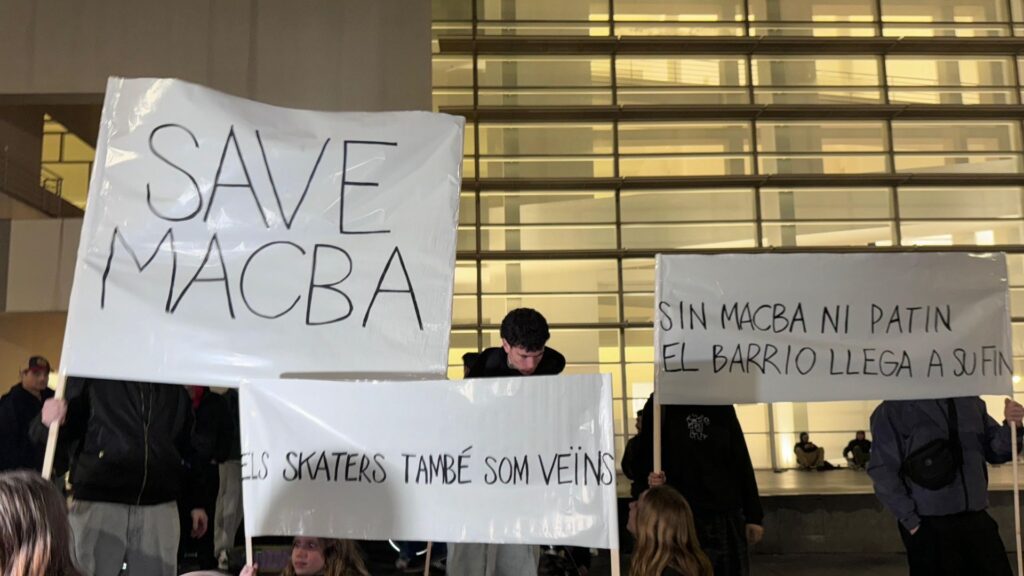 SAVE
MACBA
SIN MACBA NI PATIN
EL BARRIO LLEGA A SU FIN
ELS SKATERS TAMBÉ SOM VEÏNS